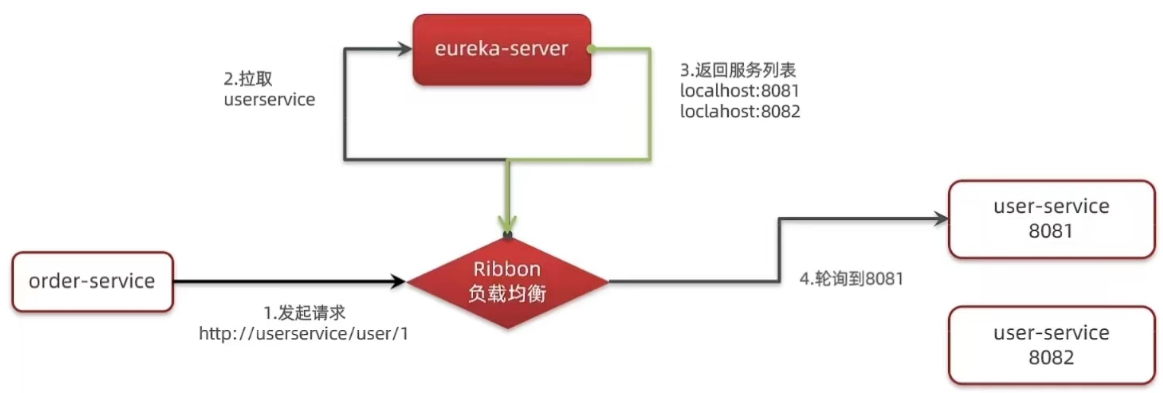 eureka-server
2.拉取
userservice
3.返回服务列表
localhost:8081
loclahost:8082
order-service
1.发起请求
http://userservice/user/1
Ribbon
负载均衡
4.轮询到8081
user-service
8081
user-service
8082